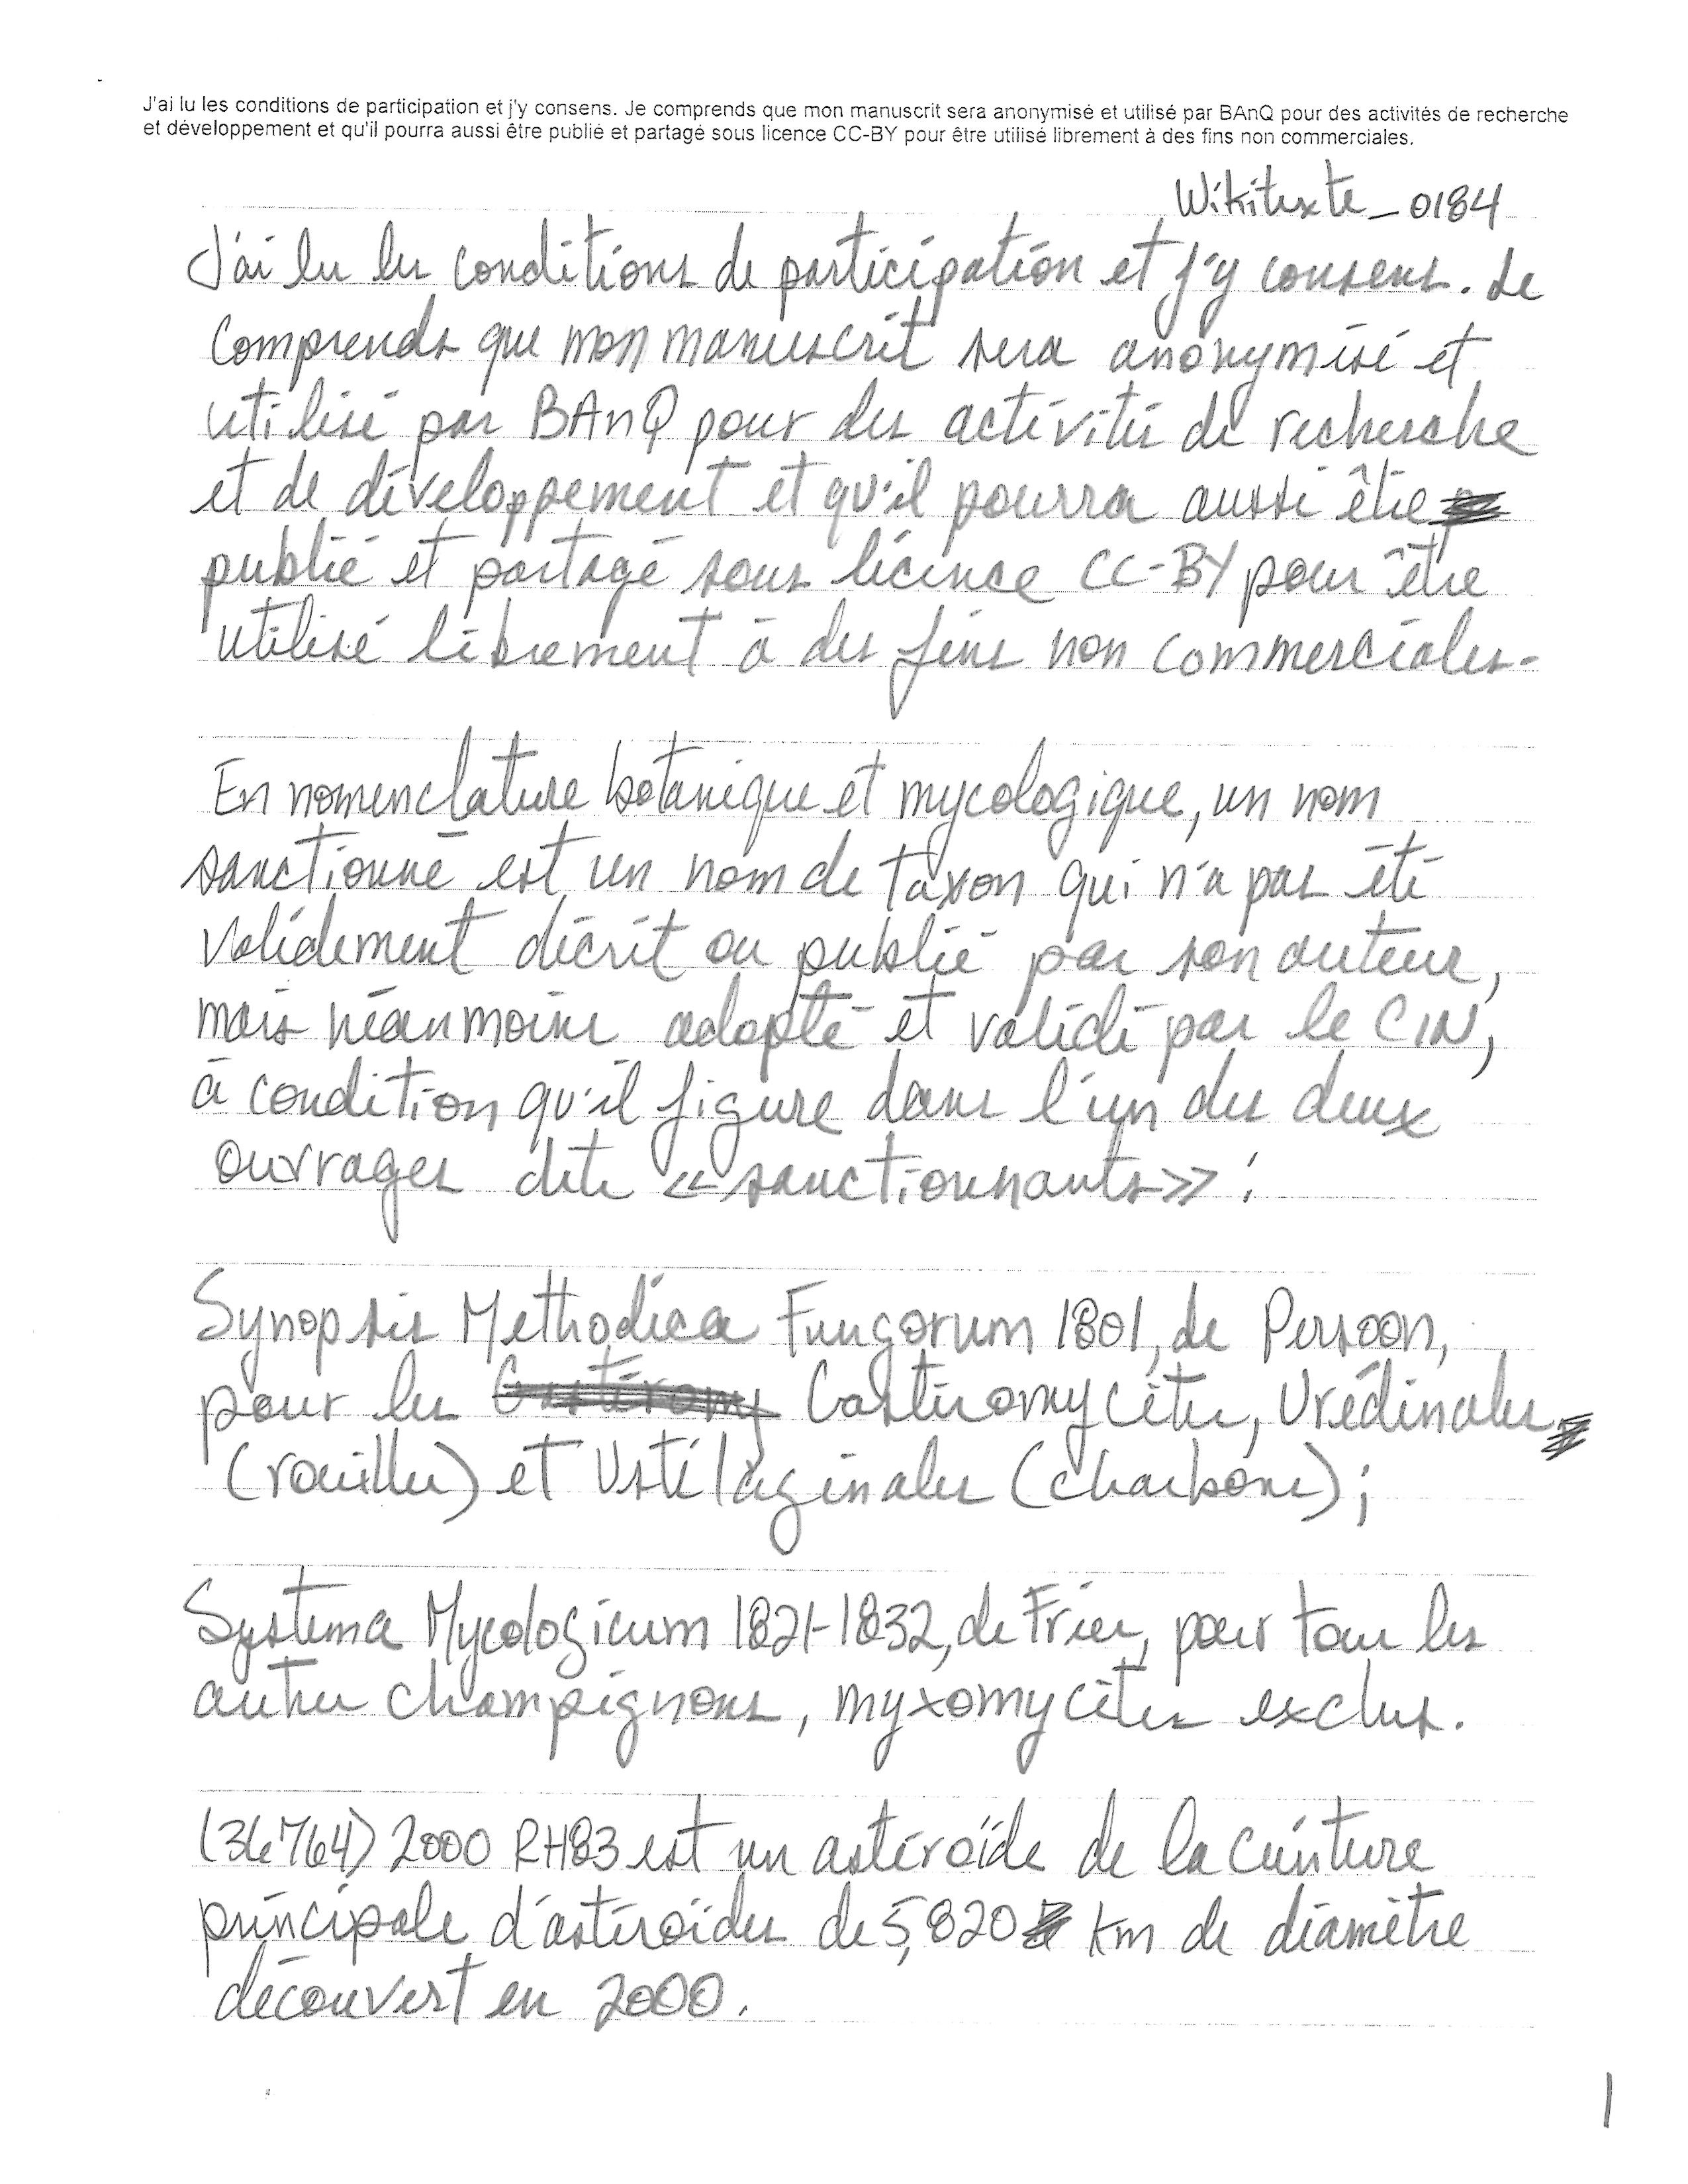 J'ai lu les conditions de participation et j'y consens. Je comprends que mon manuscrit sera anonymisé et utilisé par BAnQ pour des activités de recherche
et développement et qu'il pourra aussi être publié et partagé sous licence CC-BY pour être utilisé librement à des fins non commerciales.
Wikitexte_0184
J'ai lu les conditions de participation et j'y consens. Je
comprends que mon manuscrit sera anonymisé et
utilisé par BAnQ pour des activités de recherche
et de développement et qu'il pourra aussi être
publié et partagé sous licence CC-BY pour être
utilisé librement à des fins non commerciales.
En nomenclature botanique et mycologique, un nom
sanctionné est un nom de taxon qui n'a pas été
validement décrit ou publié par son auteur,
mais néanmoins adopté et validé par le CIN,
à condition qu'il figure dans l'un des deux
ouvrages dits «sanctionnants» :
Synopsis Methodica Fungorum 1801, de Persoon,
pour les Gastéromycètes, Urédinales
(rouilles) et Ustilaginales (charbons) ;
Systema Mycologicum 1821-1832, de Fries, pour tous les
autres champignons, myxomycètes exclus.
(36764) 2000 RH83 est un astéroïde de la ceinture
principale d'astéroïdes de 5,820 km de diamètre
découvert en 2000.
1